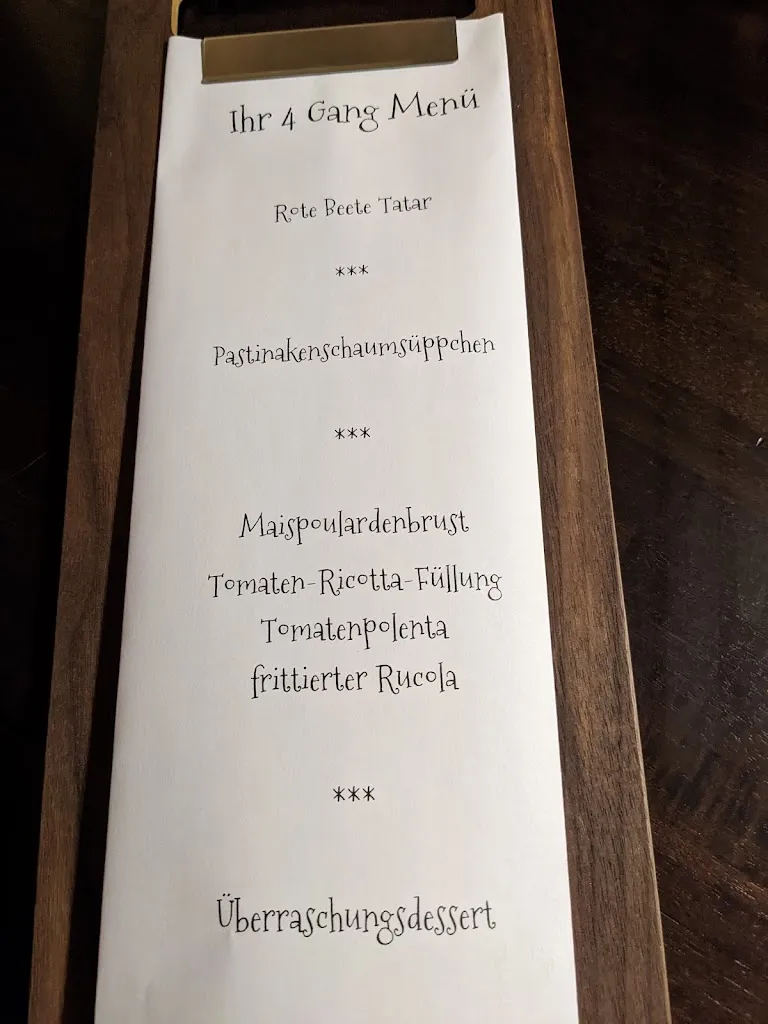 Ihr 4 Gang Menü
Rote Beete Tatar
***
Pastinakenschaumsüppchen
***
Maispoulardenbrust
Tomaten-Ricotta-Füllung
Tomatenpolenta
frittierter Rucola
***
Überraschungsdessert